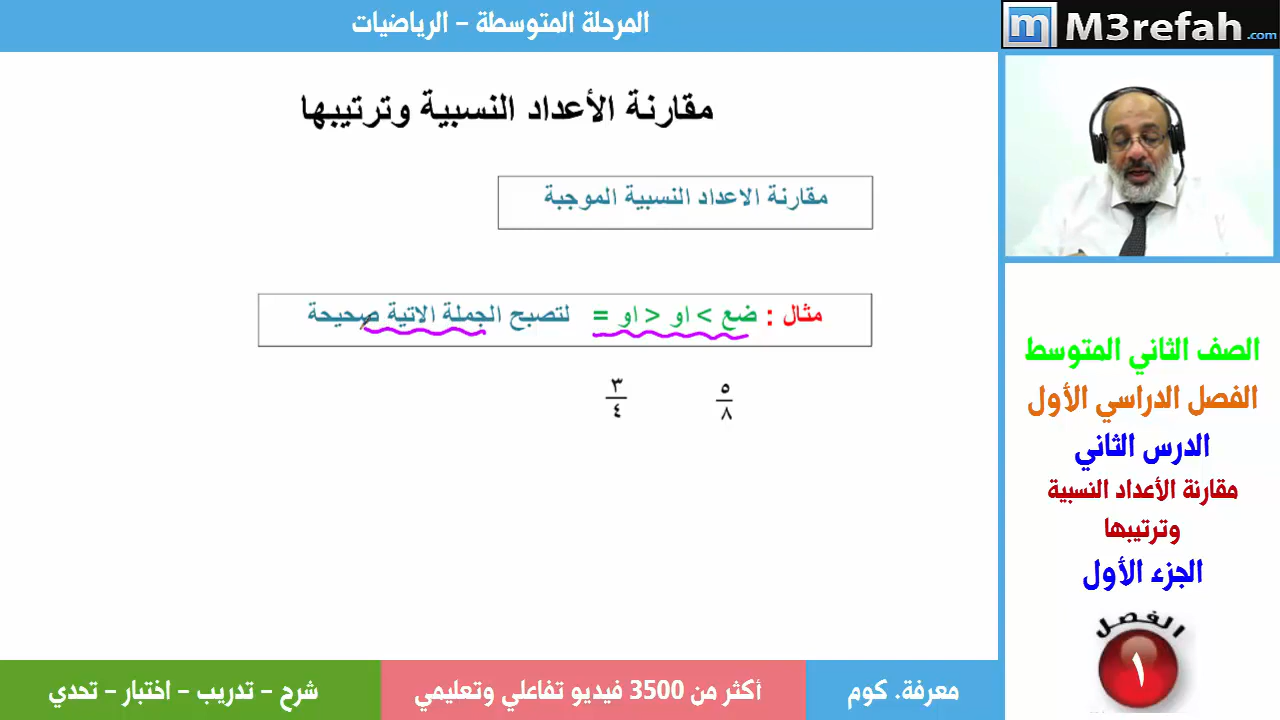 المرحلة المتوسطة - الرياضيات
M3refah.com
مقارنة الأعداد النسبية وترتيبها
مقارنة الاعداد النسبية الموجبة
مثال : ضع > او < او = لتصبح الجملة الاتية صحيحة
٥/٨ ٣/٤
الصف الثاني المتوسط
الفصل الدراسي الأول
الدرس الثاني
مقارنة الأعداد النسبية
وترتيبها
الجزء الأول
الفصل
١
معرفة. كوم
أكثر من 3500 فيديو تفاعلي وتعليمي
شرح - تدريب - اختبار - تحدي